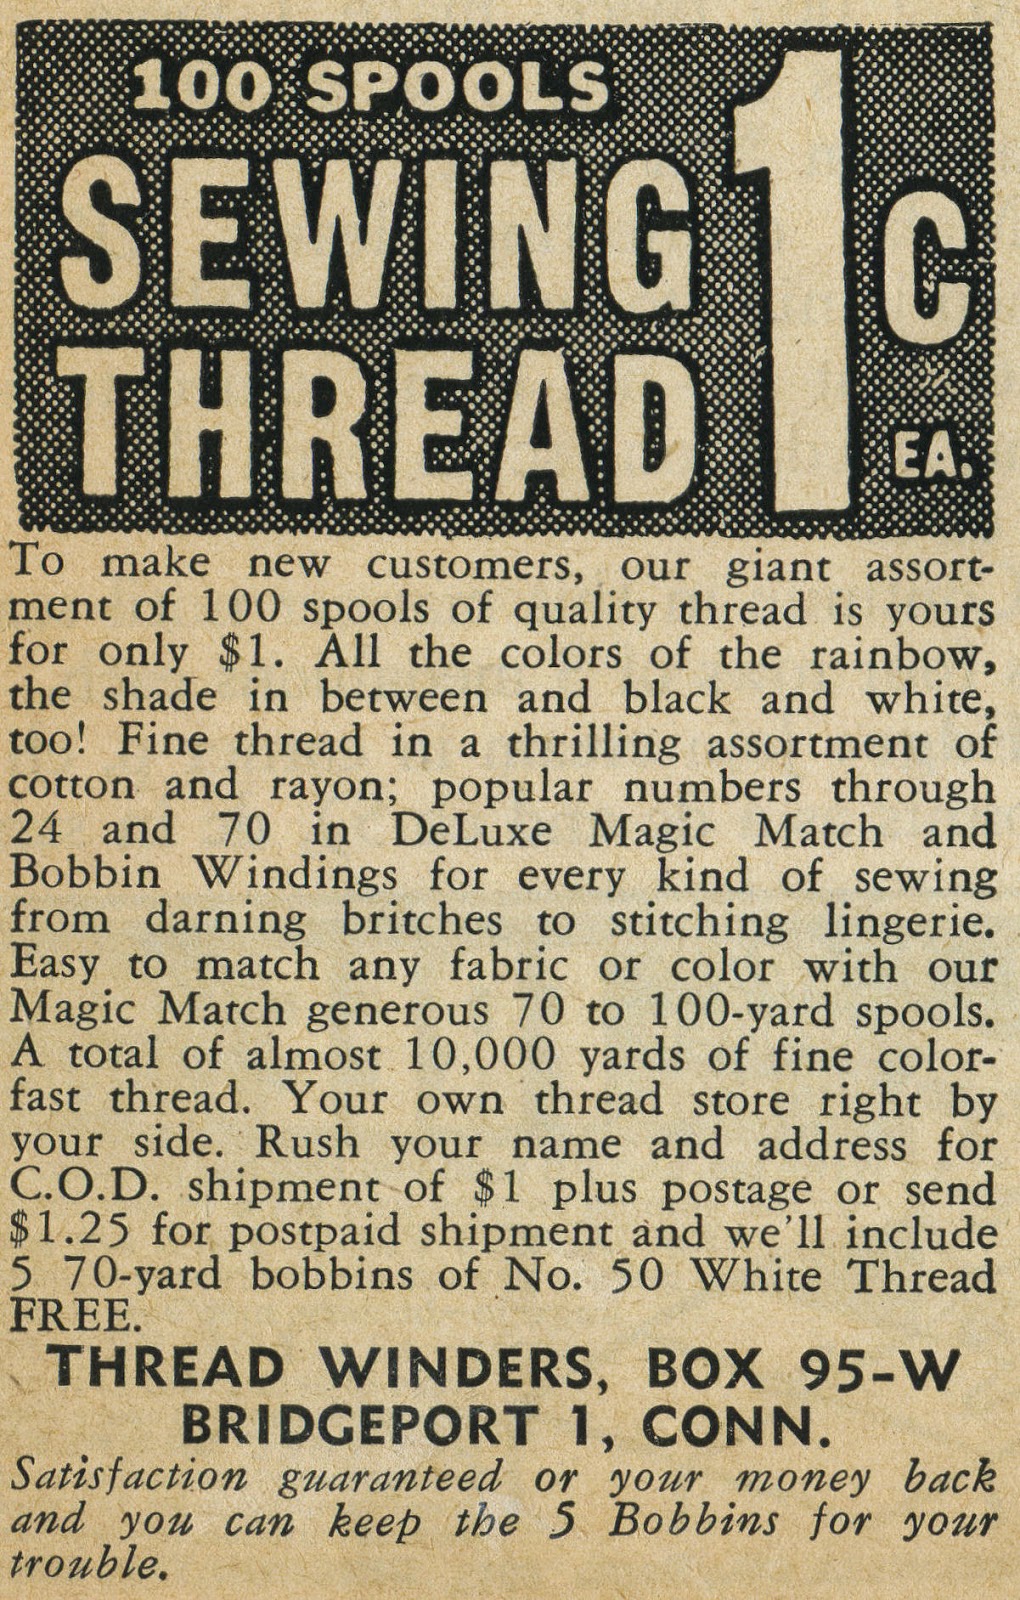 100 SPOOLS
SEWING
THREAD
1C
EA.
To make new customers, our giant assort-
ment of 100 spools of quality thread is yours
for only $1. All the colors of the rainbow,
the shade in between and black and white,
too! Fine thread in a thrilling assortment of
cotton and rayon; popular numbers through
24 and 70 in DeLuxe Magic Match and
Bobbin Windings for every kind of sewing
from darning britches to stitching lingerie.
Easy to match any fabric or color with our
Magic Match generous 70 to 100-yard spools.
A total of almost 10,000 yards of fine color-
fast thread. Your own thread store right by
your side. Rush your name and address for
C.O.D. shipment of $1 plus postage or send
$1.25 for postpaid shipment and we'll include
5 70-yard bobbins of No. 50 White Thread
FREE.
THREAD WINDERS, BOX 95-W
BRIDGEPORT 1, CONN.
Satisfaction guaranteed or your money back
and you can keep the 5 Bobbins for your
trouble.